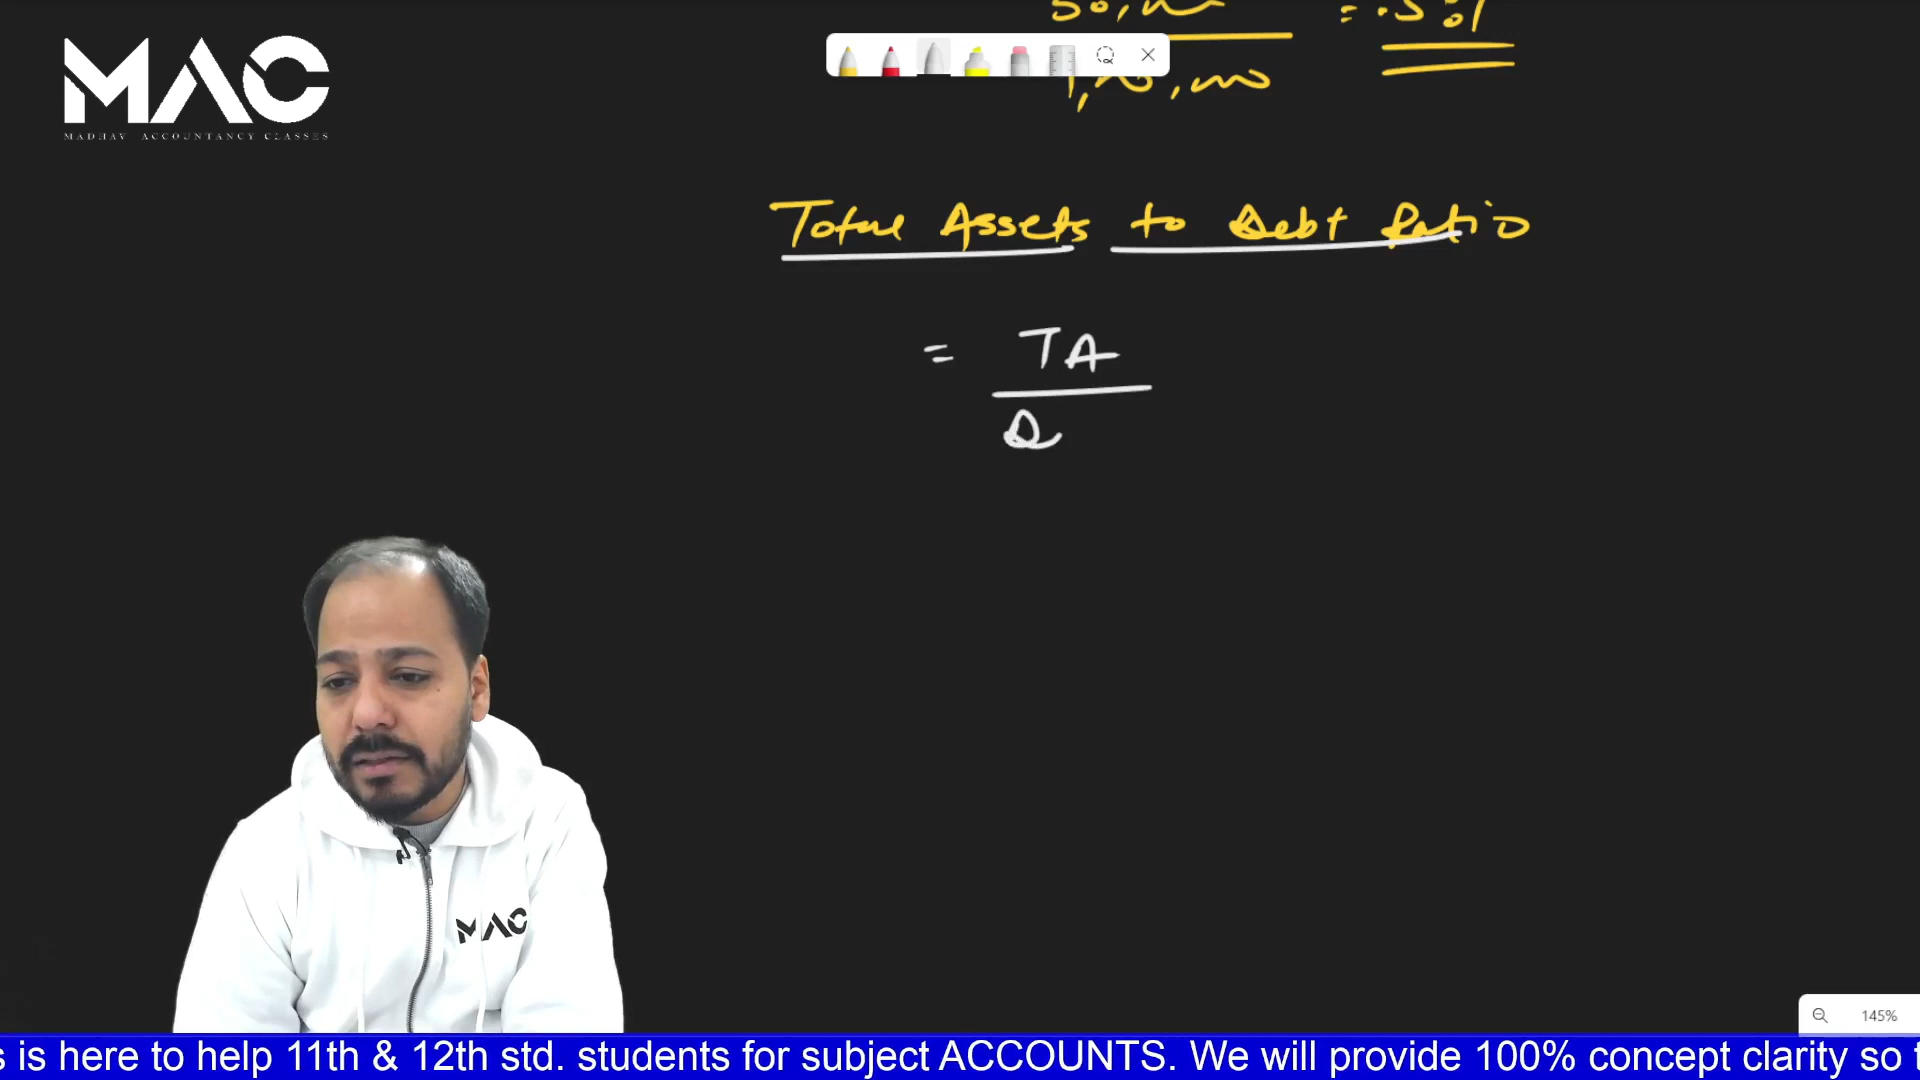 MAC
MADHAV ACCOUNTANCY CLASSES
Total Assets to Debt Ratio
= TA
D
MAC
145%
is here to help 11th & 12th std. students for subject ACCOUNTS. We will provide 100% concept clarity so